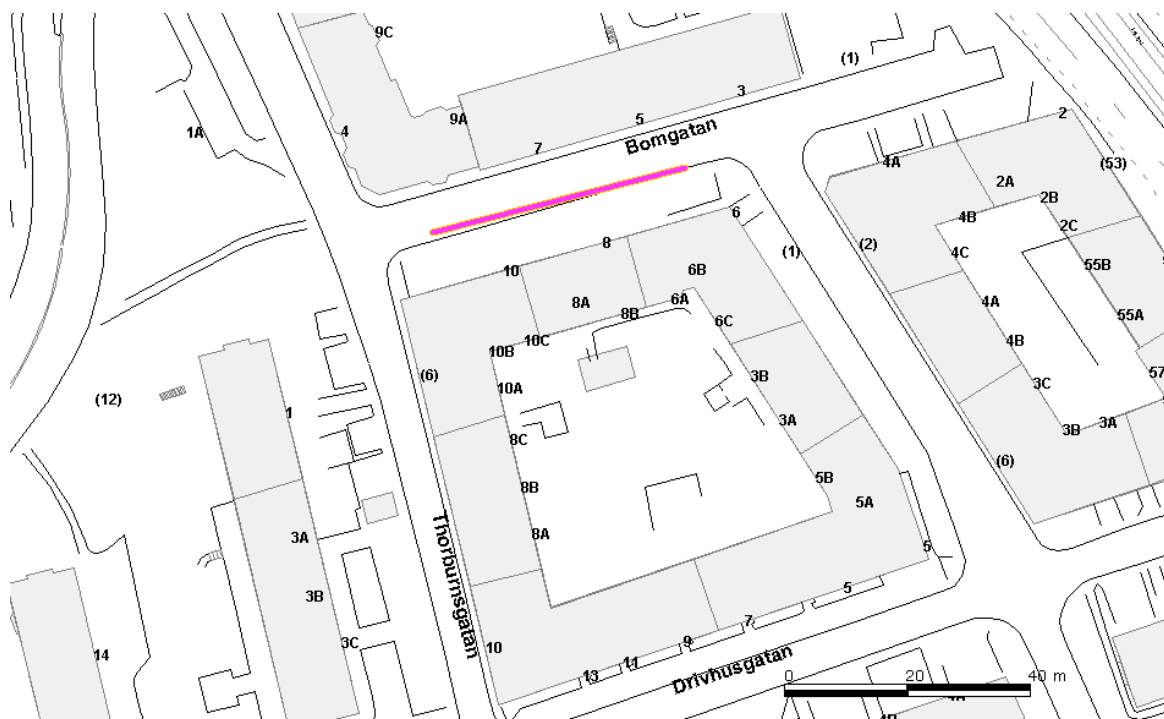 9C
(1)
3
2
9A
5
1A
4
Bomgatan
7
4A
(53)
2A
2B
6
4B
2C
8
(1)
(2)
4C
10
6B
55B
8A
6A
4A
8B
6C
55A
10C
4B
10B
(6)
3B
57
10A
3C
(12)
1
3A
3A
8C
3B
(6)
5B
8B
5A
8A
3A
Thorburnsgatan
5
3B
5
7
3C
9
10
14
11
13
Drivhusgatan
0 20 40 m
4A
4B